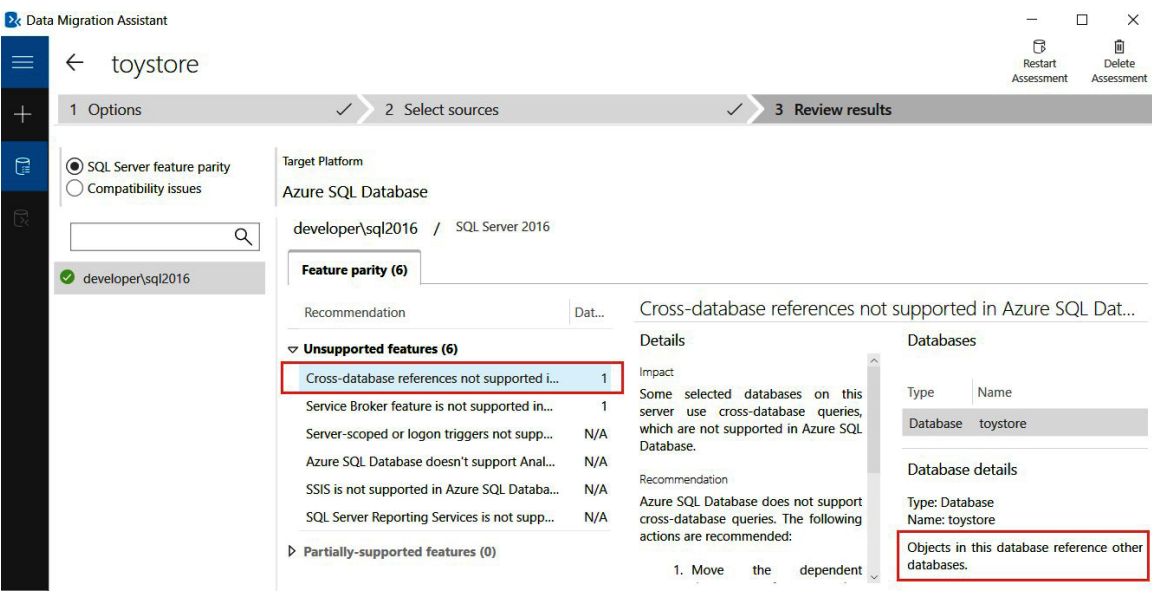 Data Migration Assistant
toystore
Restart
Assessment
Delete
Assessment
1 Options
2 Select sources
3 Review results
SQL Server feature parity
Compatibility issues
developer\sql2016
Target Platform
Azure SQL Database
developer\sql2016 / SQL Server 2016
Feature parity (6)
Recommendation Dat...
Unsupported features (6)
Cross-database references not supported i... 1
Service Broker feature is not supported in... 1
Server-scoped or logon triggers not supp... N/A
Azure SQL Database doesn't support Anal... N/A
SSIS is not supported in Azure SQL Databa... N/A
SQL Server Reporting Services is not supp... N/A
Partially-supported features (0)
Cross-database references not supported in Azure SQL Dat...
Details
Impact
Some selected databases on this
server use cross-database queries,
which are not supported in Azure SQL
Database.
Recommendation
Azure SQL Database does not support
cross-database queries. The following
actions are recommended:
1. Move the dependent
Databases
Type Name
Database toystore
Database details
Type: Database
Name: toystore
Objects in this database reference other
databases.